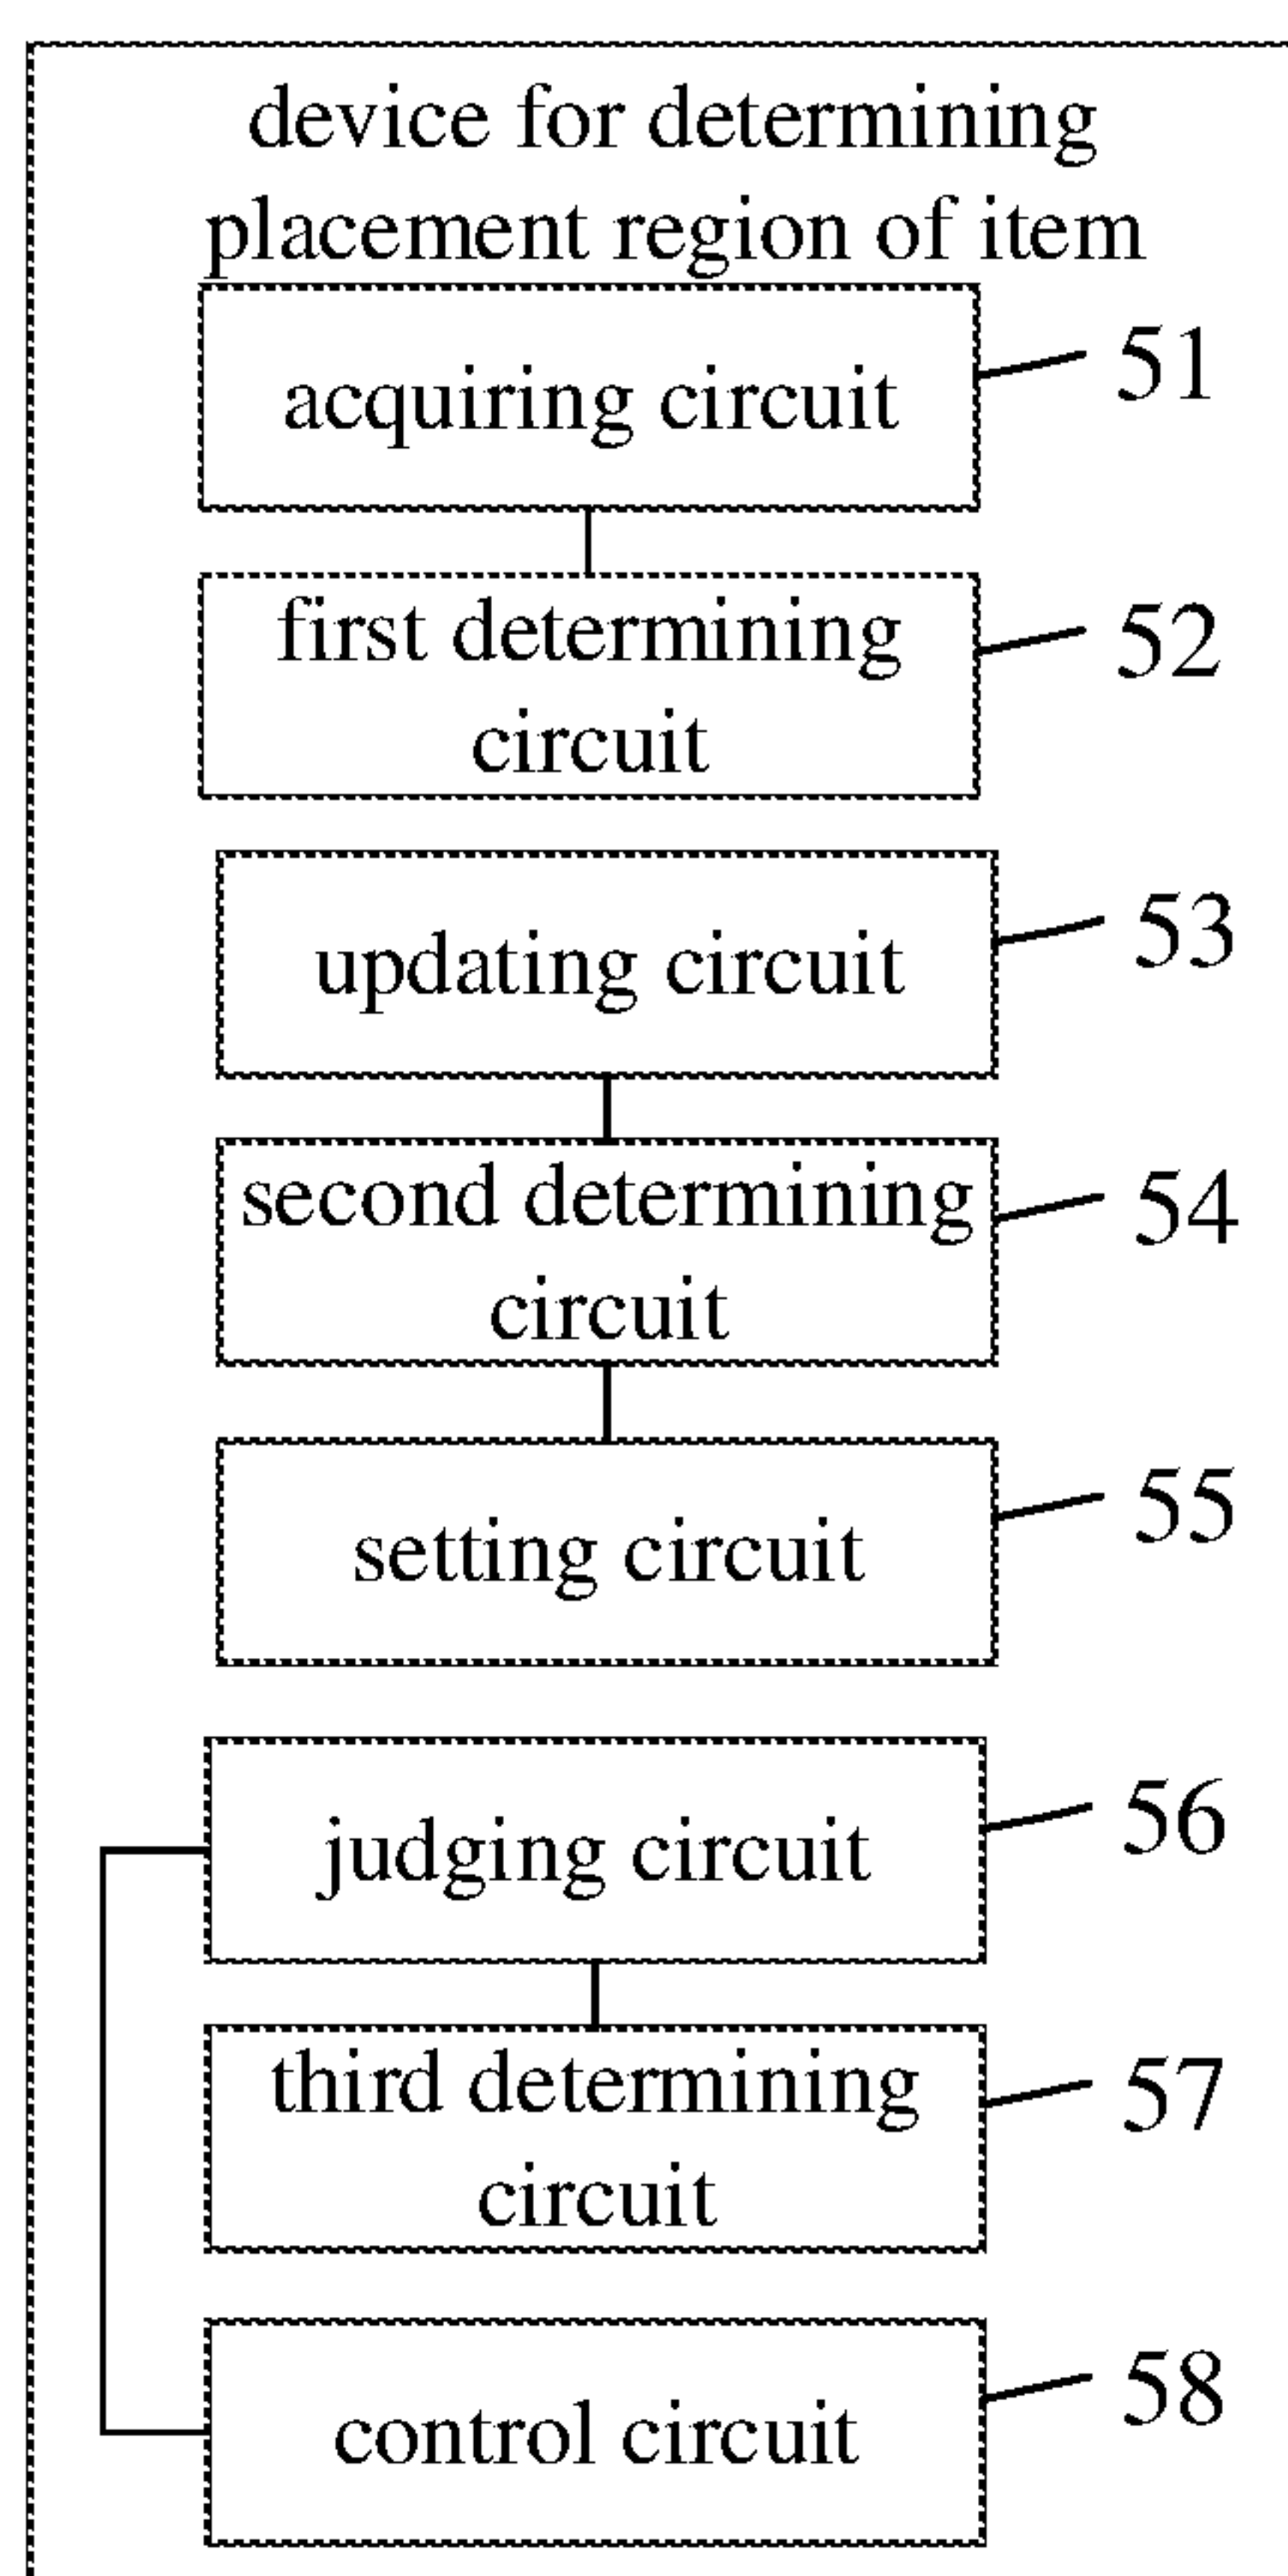 device for determining
placement region of item
acquiring circuit
51
first determining
circuit
52
updating circuit
53
second determining
circuit
54
setting circuit
55
judging circuit
56
third determining
circuit
57
control circuit
58